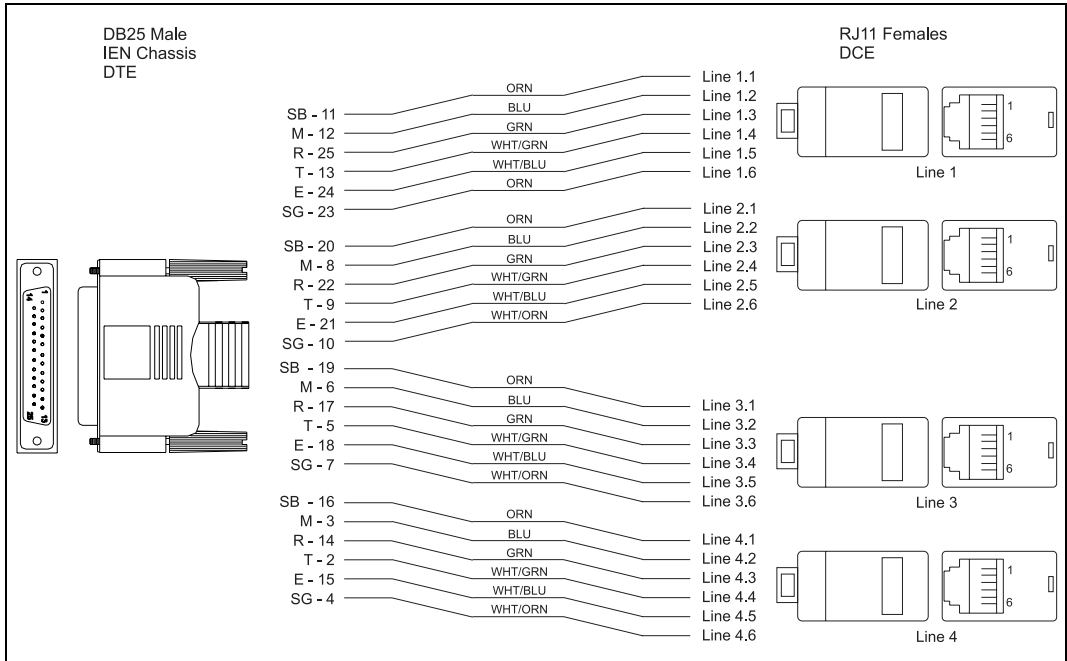 DB25 Male
IEN Chassis
DTE
RJ11 Females
DCE
SB - 11 ORN Line 1.1
M - 12 BLU Line 1.2
R - 25 GRN Line 1.3
T - 13 WHT/GRN Line 1.4
E - 24 WHT/BLU Line 1.5
SG - 23 ORN Line 1.6
1
6
Line 1
SB - 20 ORN Line 2.1
M - 8 BLU Line 2.2
R - 22 GRN Line 2.3
T - 9 WHT/GRN Line 2.4
E - 21 WHT/BLU Line 2.5
SG - 10 WHT/ORN Line 2.6
1
6
Line 2
14 1
25 13
SB - 19 ORN Line 3.1
M - 6 BLU Line 3.2
R - 17 GRN Line 3.3
T - 5 WHT/GRN Line 3.4
E - 18 WHT/BLU Line 3.5
SG - 7 WHT/ORN Line 3.6
1
6
Line 3
SB - 16 ORN Line 4.1
M - 3 BLU Line 4.2
R - 14 GRN Line 4.3
T - 2 WHT/GRN Line 4.4
E - 15 WHT/BLU Line 4.5
SG - 4 WHT/ORN Line 4.6
1
6
Line 4